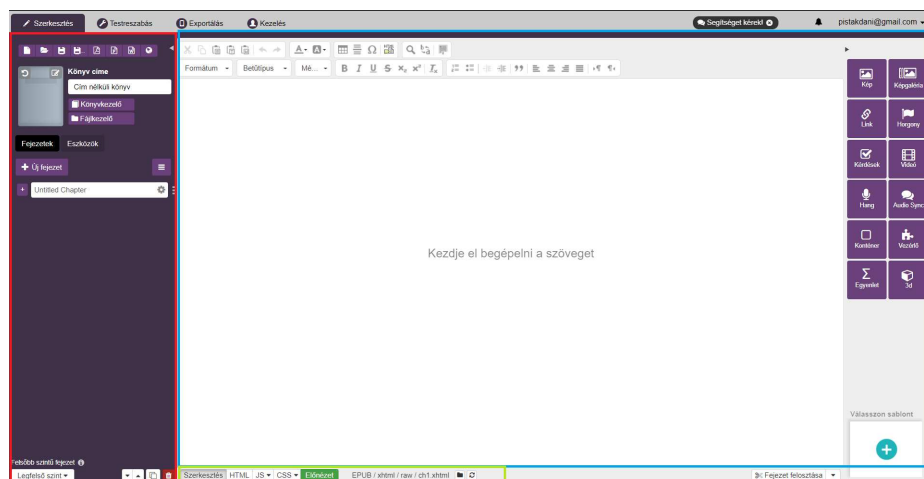 Szerkesztés Testreszabás Exportálás Kezelés Segítséget kérek! pistakdani@gmail.com
Könyv címe
Cím nélküli könyv
Könyvkezelő
Fájlkezelő
Fejezetek Eszközök
Új fejezet
Untitled Chapter
Felsőbb szintű fejezet
Legfelső szint
Formátum Betűtípus Mé...
Kezdje el begépelni a szöveget
Szerkesztés HTML JS CSS Előnézet EPUB / xhtml / raw / ch1.xhtml
Fejezet felosztása
Kép Képgaléria
Link Horgony
Kérdések Videó
Hang Audio Sync
Konténer Vezérlő
Egyenlet 3d
Válasszon sablont